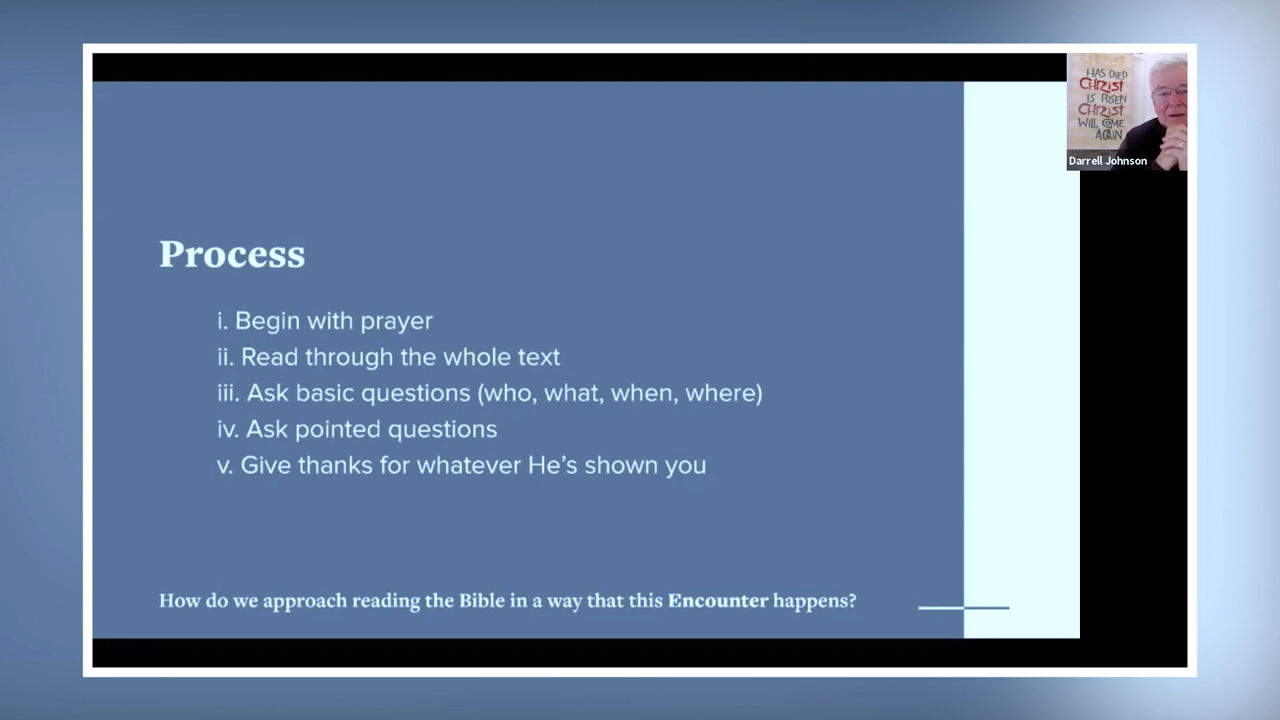 Process
i. Begin with prayer
ii. Read through the whole text
iii. Ask basic questions (who, what, when, where)
iv. Ask pointed questions
v. Give thanks for whatever He's shown you
How do we approach reading the Bible in a way that this Encounter happens?
HAS DIED
CHRIST
IS RISEN
CHRIST
WILL COME
AGAIN
Darrell Johnson